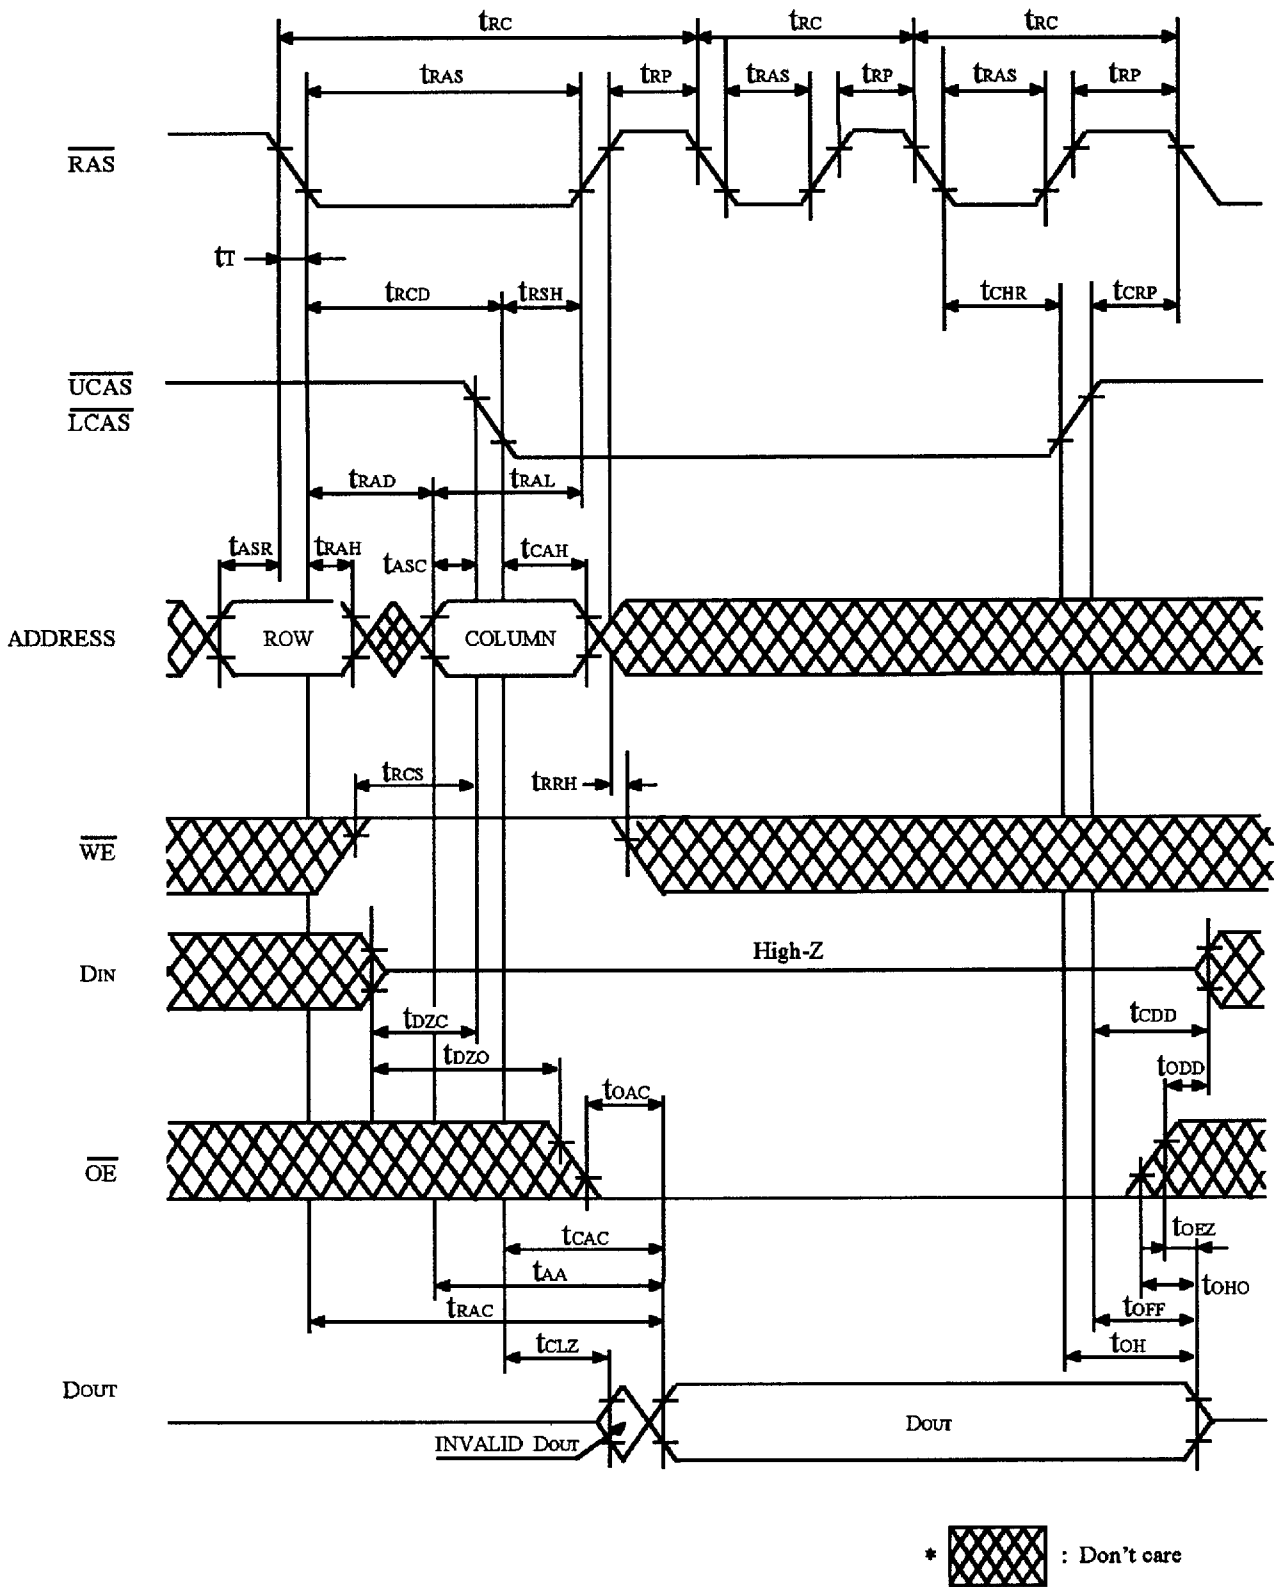 tRC tRC tRC
tRAS tRP tRAS tRP tRAS tRP
RAS
tT
tRCD tRSH tCHR tCRP
UCAS
LCAS
tRAD tRAL
tASR tRAH tASC tCAH
ADDRESS ROW COLUMN
tRCS tRRH
WE
High-Z
DIN
tDZC tCDD
tDZO tODD
tOAC
OE
tCAC tOEZ
tAA tOHO
tRAC tOFF
tCLZ tOH
DOUT
DOUT
INVALID DOUT
* : Don't care